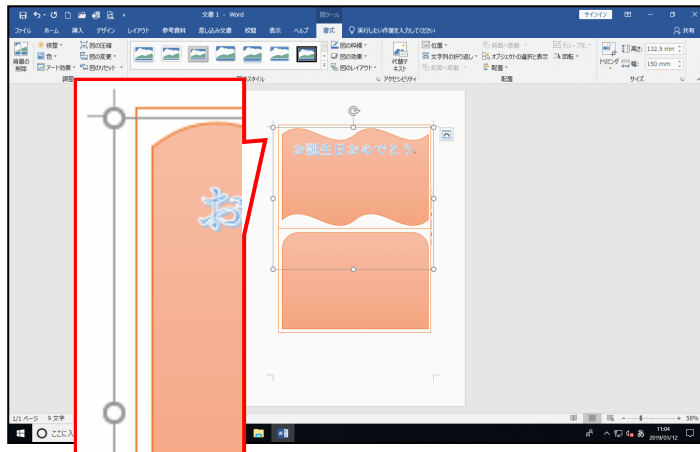 文書 1 - Word
図ツール
サインイン
ファイル ホーム 挿入 デザイン レイアウト 参考資料 差し込み文書 校閲 表示 ヘルプ 書式 実行したい作業を入力してください 共有
背景の削除
修整 図の圧縮
色 図の変更
アート効果 図のリセット
図の枠線
図の効果
図のレイアウト
代替テキスト
位置 前面へ移動 グループ化
文字列の折り返し オブジェクトの選択と表示 回転
背面へ移動 配置
トリミング
高さ: 132.5 mm
幅: 150 mm
調整 図のスタイル アクセシビリティ 配置 サイズ
お誕生日おめでとう.
お
1/1 ページ 9 文字
58%
ここに入
11:04
2019/01/12